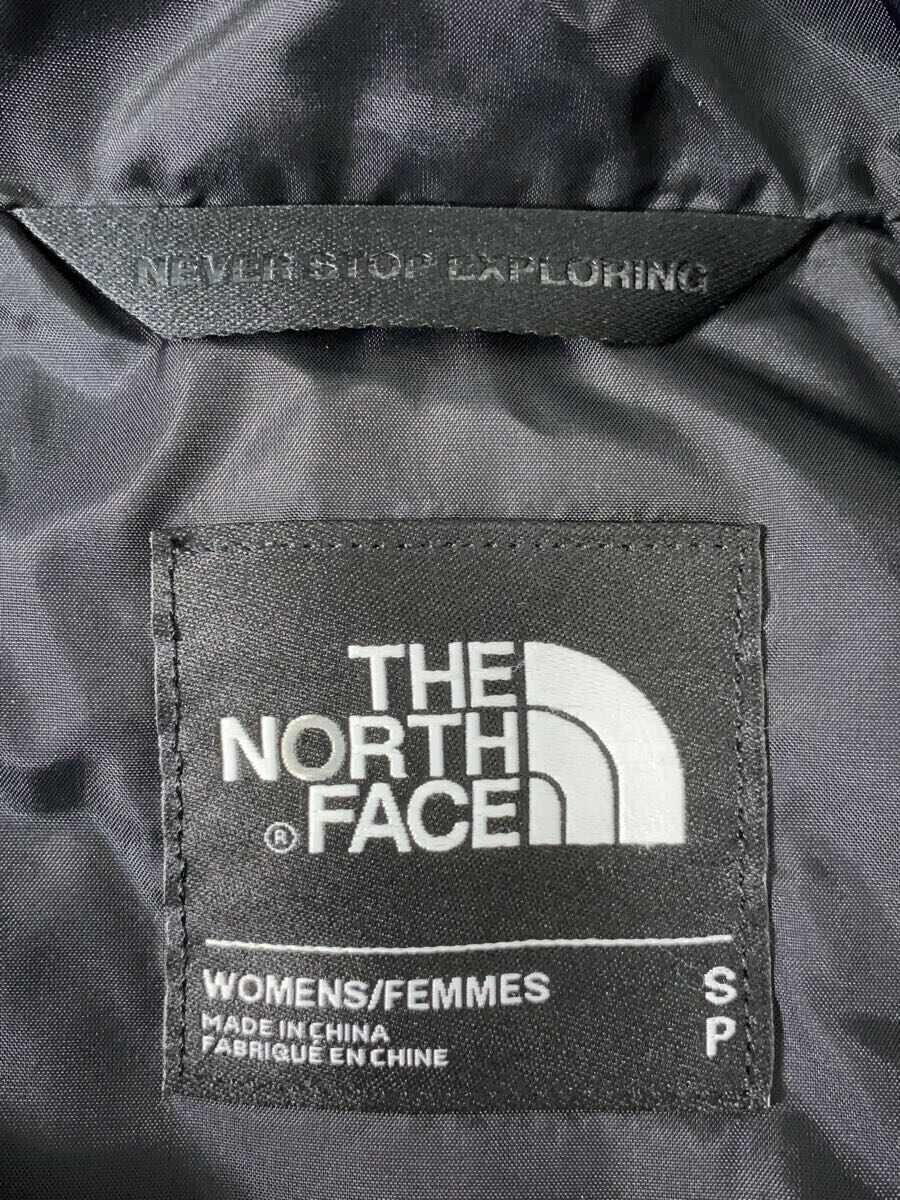 NEVER STOP EXPLORING
THE
NORTH
® FACE
WOMENS/FEMMES S
MADE IN CHINA P
FABRIQUÉ EN CHINE